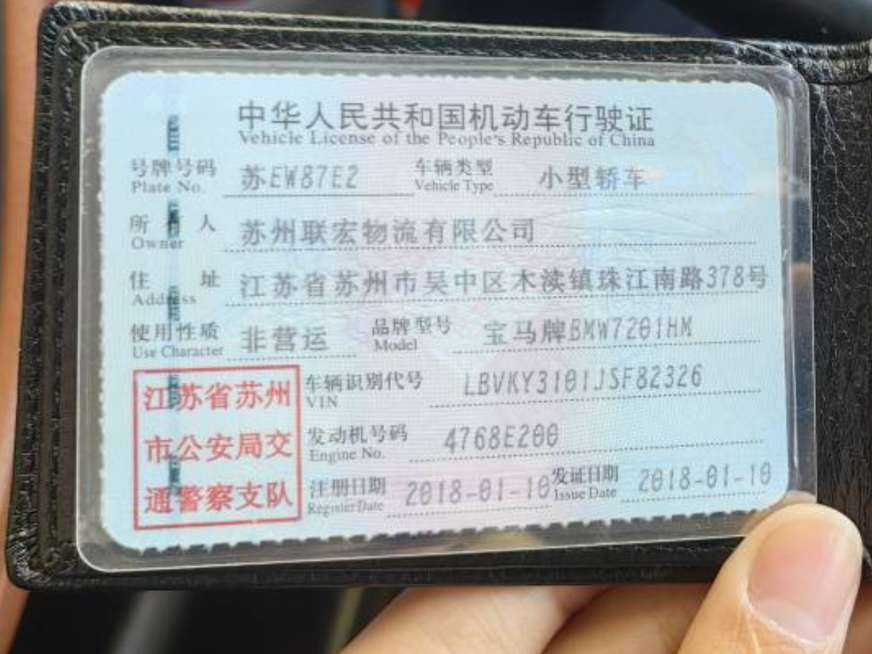 中华人民共和国机动车行驶证
Vehicle License of the People's Republic of China
号牌号码 苏EW87E2 车辆类型 小型轿车
Plate No. Vehicle Type
所有人 苏州联宏物流有限公司
Owner
住址 江苏省苏州市吴中区木渎镇珠江南路378号
Address
使用性质 非营运 品牌型号 宝马牌BMW7201HM
Use Character Model
江苏省苏州
市公安局交
通警察支队
车辆识别代号 LBVKY3101JSF82326
VIN
发动机号码 4768E200
Engine No.
注册日期 2018-01-10 发证日期 2018-01-10
Register Date Issue Date